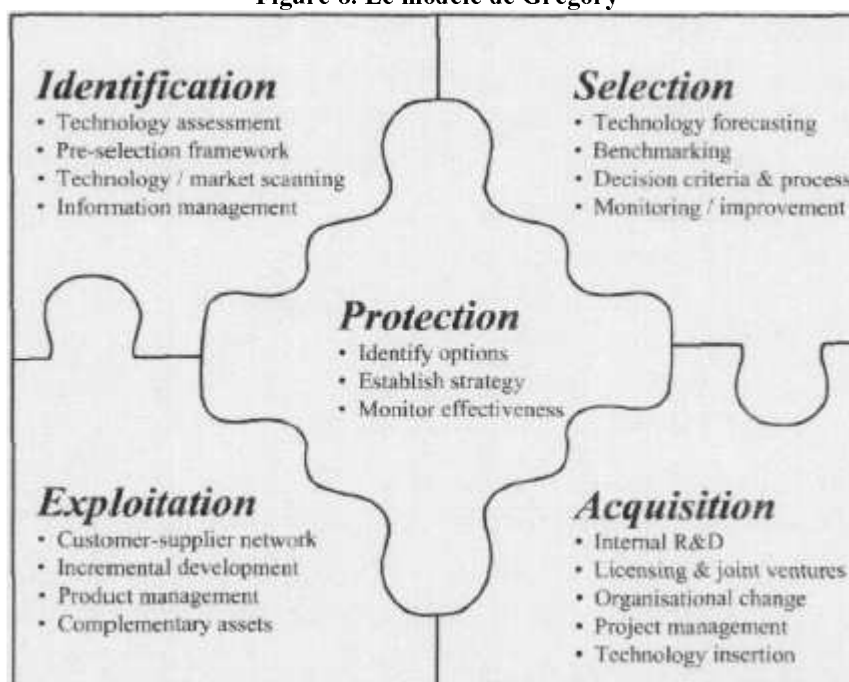 Figure 8. Le modèle de Gregory
Identification
• Technology assessment
• Pre-selection framework
• Technology / market scanning
• Information management
Selection
• Technology forecasting
• Benchmarking
• Decision criteria & process
• Monitoring / improvement
Protection
• Identify options
• Establish strategy
• Monitor effectiveness
Exploitation
• Customer-supplier network
• Incremental development
• Product management
• Complementary assets
Acquisition
• Internal R&D
• Licensing & joint ventures
• Organisational change
• Project management
• Technology insertion